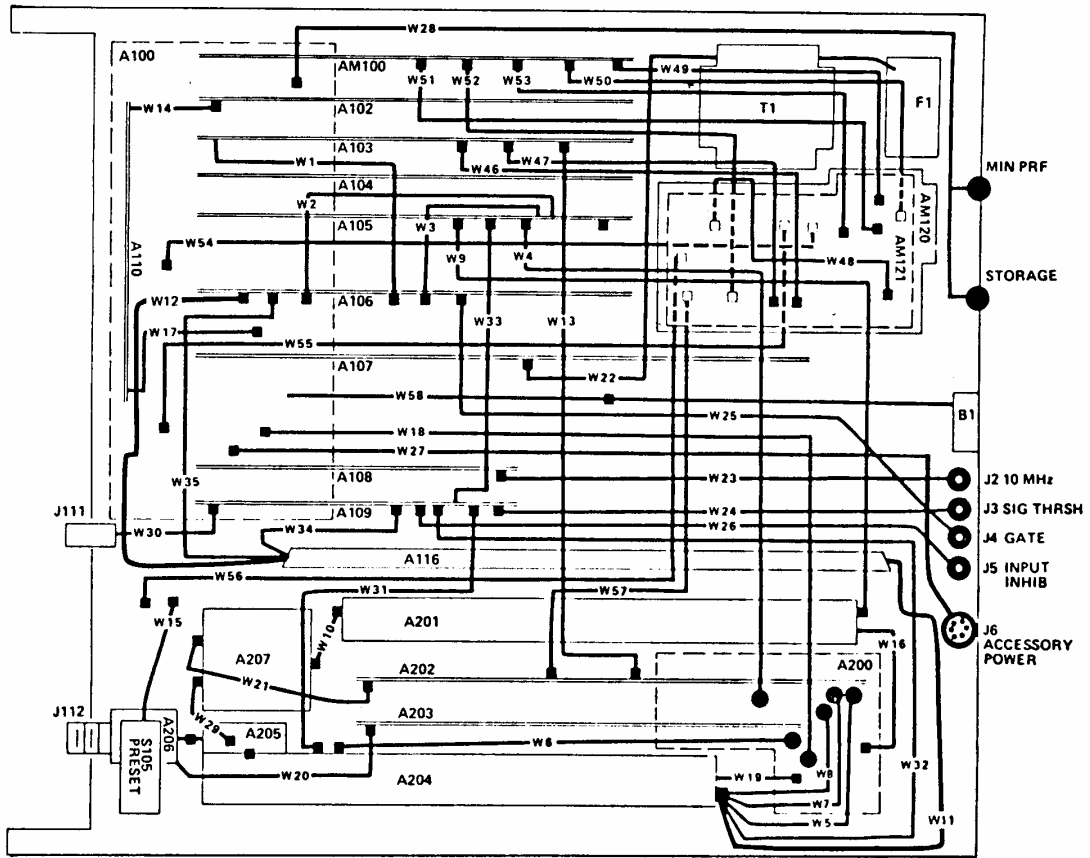 W28
A100
AM100
W51
W52
W53
W50
W49
T1
F1
W14
A102
A103
W1
W46
W47
MIN PRF
A104
W2
A105
W3
W54
W9
W4
AM120
AM121
A110
W48
STORAGE
W12
A106
W33
W13
W17
W55
A107
W22
W58
W25
B1
W18
W27
A108
W35
W23
J2 10 MHz
J111
A109
W24
J3 SIG THRSH
W30
W34
W26
J4 GATE
A116
J5 INPUT
INHIB
W56
W31
W57
W15
A201
W10
W16
J6
ACCESSORY
POWER
A207
A202
A200
W21
J112
A206
S105
PRESET
W29
A205
A203
W6
W20
A204
W19
W8
W7
W5
W32
W11